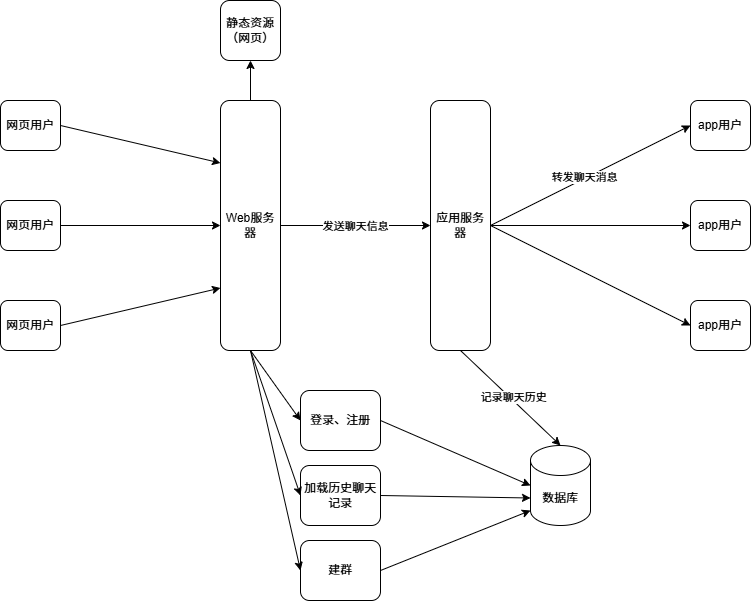 静态资源
（网页）
网页用户
app用户
转发聊天消息
网页用户
Web服务
器
发送聊天信息
应用服务
器
app用户
网页用户
app用户
记录聊天历史
登录、注册
加载历史聊天
记录
数据库
建群